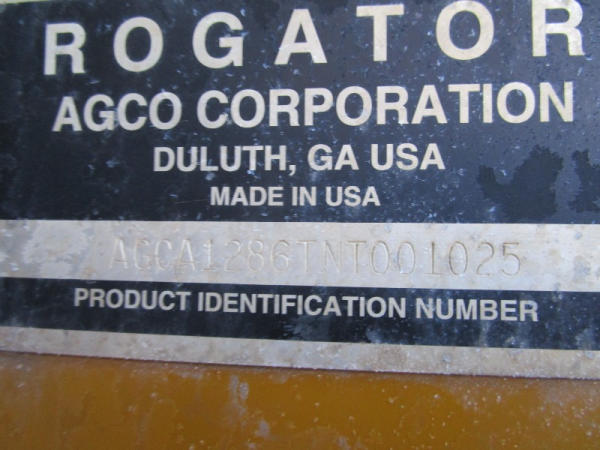 ROGATOR
AGCO CORPORATION
DULUTH, GA USA
MADE IN USA
AGCA1286TNT001025
PRODUCT IDENTIFICATION NUMBER